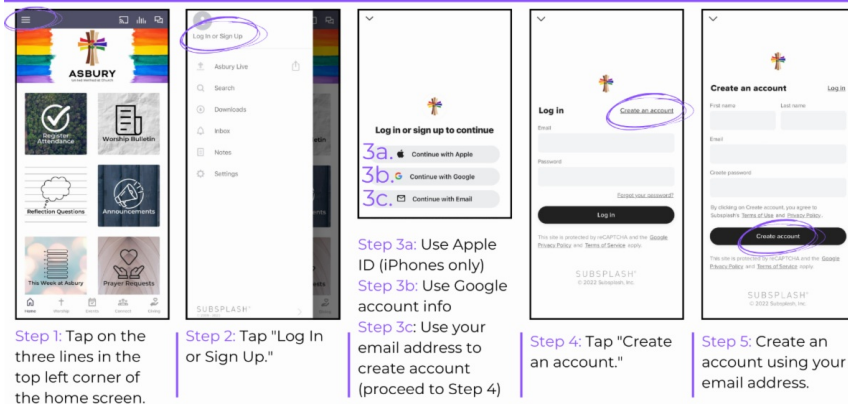 ASBURY
Register Attendance
Worship Bulletin
Reflection Questions
Announcements
This Week at Asbury
Prayer Requests
Home
Worship
Events
Connect
Giving
Step 1: Tap on the
three lines in the
top left corner of
the home screen.
Log In or Sign Up
Asbury Live
Search
Downloads
Inbox
Notes
Settings
SUBSPLASH
Step 2: Tap "Log In
or Sign Up."
Log in or sign up to continue
3a. Continue with Apple
3b. Continue with Google
3c. Continue with Email
Step 3a: Use Apple
ID (iPhones only)
Step 3b: Use Google
account info
Step 3c: Use your
email address to
create account
(proceed to Step 4)
Log in
Create an account
Email
Password
Forgot your password?
Log in
This site is protected by reCAPTCHA and the Google
Privacy Policy and Terms of Service apply.
SUBSPLASH
© 2022 Subsplash, Inc.
Step 4: Tap "Create
an account."
Create an account
Log in
First name
Last name
Email
Create password
By clicking on Create account, you agree to
Subsplash's Terms of Use and Privacy Policy.
Create account
This site is protected by reCAPTCHA and the Google
Privacy Policy and Terms of Service apply.
SUBSPLASH
© 2022 Subsplash, Inc.
Step 5: Create an
account using your
email address.